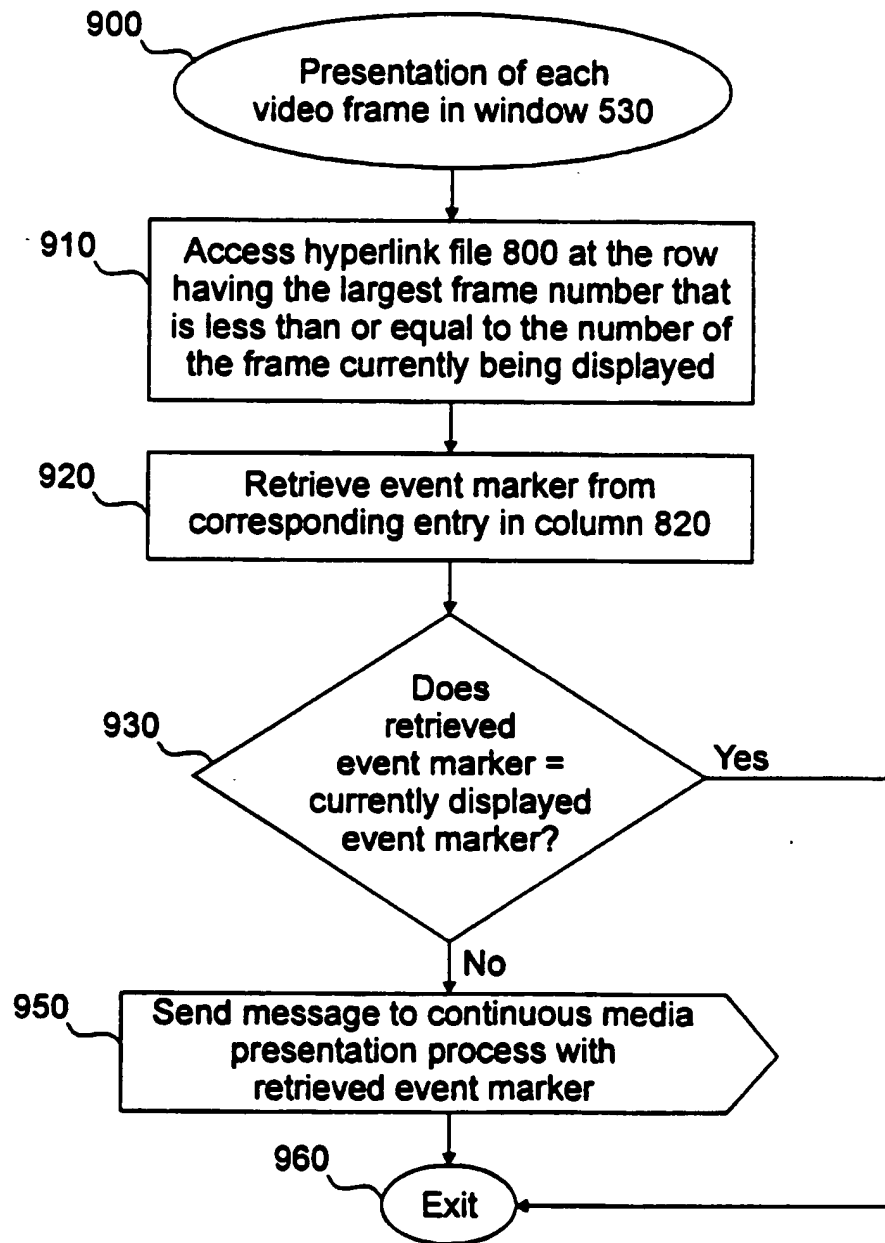 900
Presentation of each
video frame in window 530
910
Access hyperlink file 800 at the row
having the largest frame number that
is less than or equal to the number of
the frame currently being displayed
920
Retrieve event marker from
corresponding entry in column 820
930
Does
retrieved
event marker =
currently displayed
event marker?
Yes
No
950
Send message to continuous media
presentation process with
retrieved event marker
960
Exit